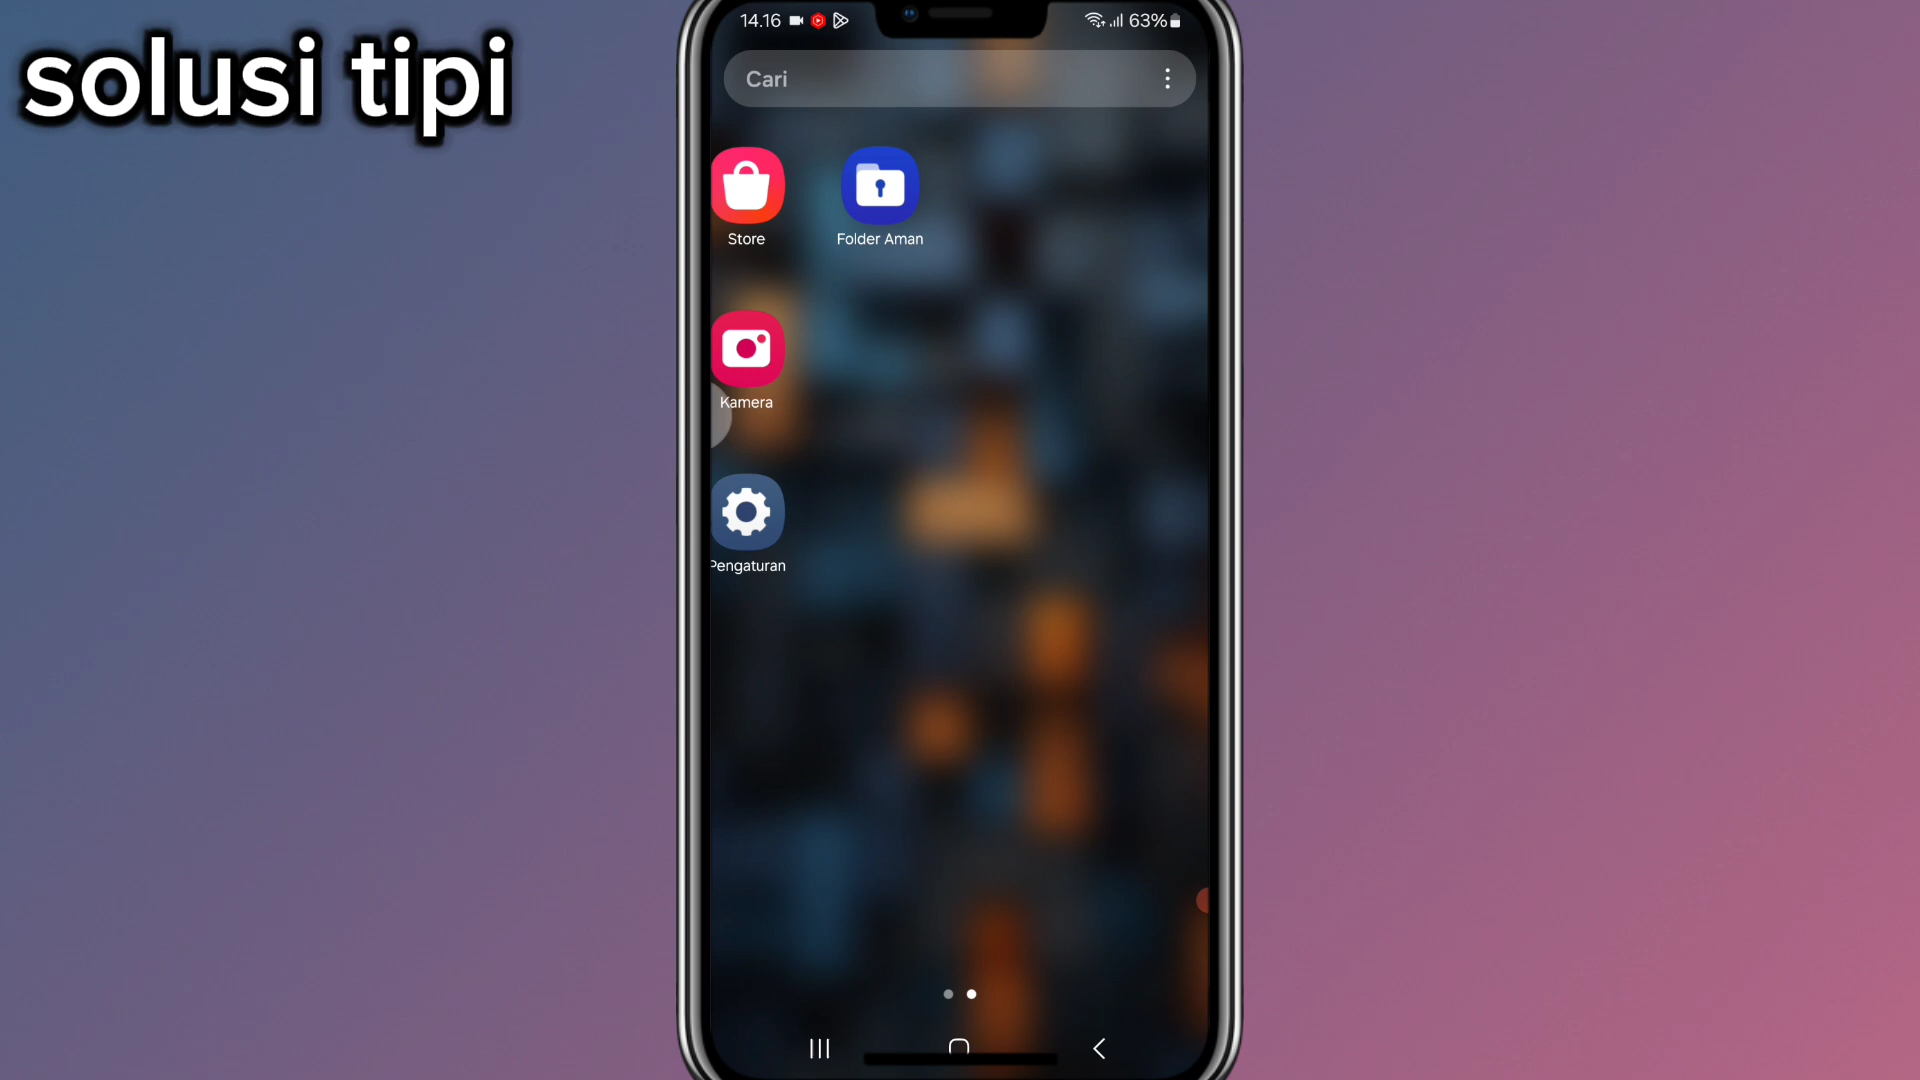 solusi tipi
14.16
63%
Cari
Store
Folder Aman
Kamera
Pengaturan